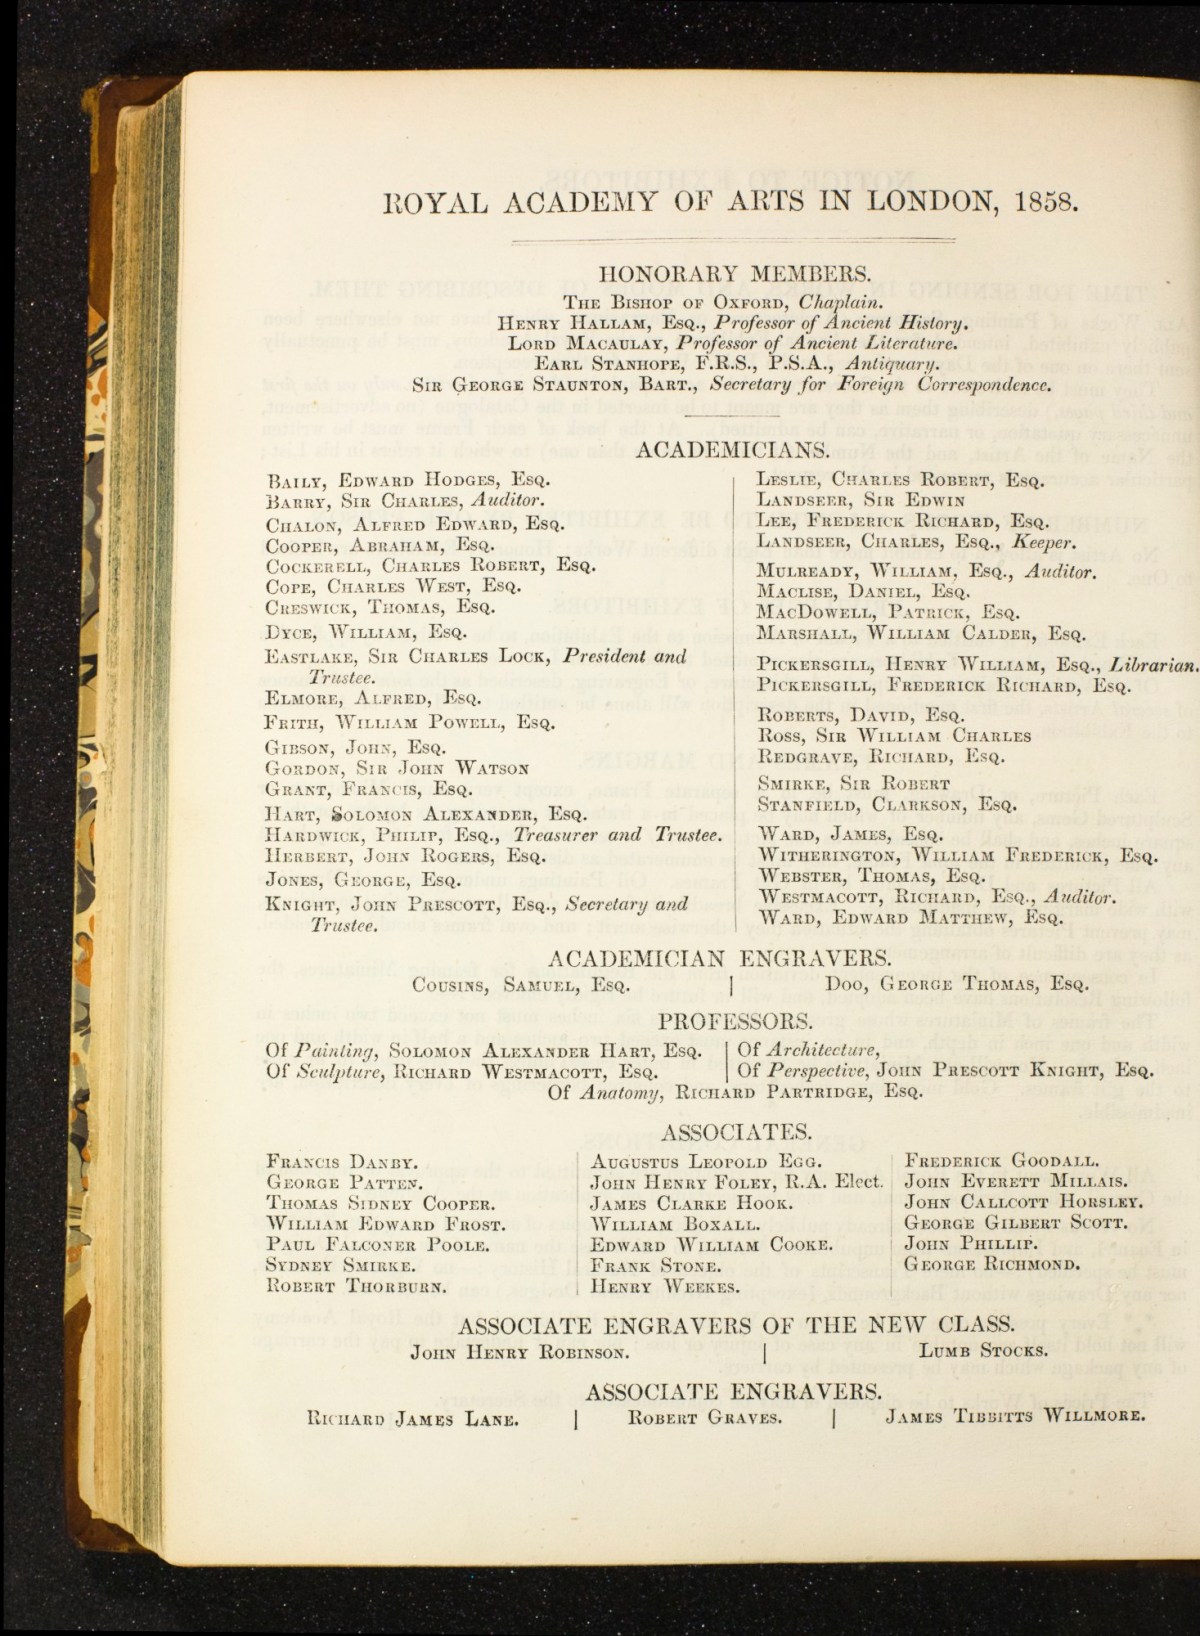 ROYAL ACADEMY OF ARTS IN LONDON, 1858.
HONORARY MEMBERS.
THE BISHOP OF OXFORD, Chaplain.
HENRY HALLAM, ESQ., Professor of Ancient History.
LORD MACAULAY, Professor of Ancient Literature.
EARL STANHOPE, F.R.S., P.S.A., Antiquary.
SIR GEORGE STAUNTON, BART., Secretary for Foreign Correspondence.
ACADEMICIANS.
BAILY, EDWARD HODGES, ESQ.
BARRY, SIR CHARLES, Auditor.
CHALON, ALFRED EDWARD, ESQ.
COOPER, ABRAHAM, ESQ.
COCKERELL, CHARLES ROBERT, ESQ.
COPE, CHARLES WEST, ESQ.
CRESWICK, THOMAS, ESQ.
DYCE, WILLIAM, ESQ.
EASTLAKE, SIR CHARLES LOCK, President and
Trustee.
ELMORE, ALFRED, ESQ.
FRITH, WILLIAM POWELL, ESQ.
GIBSON, JOHN, ESQ.
GORDON, SIR JOHN WATSON
GRANT, FRANCIS, ESQ.
HART, SOLOMON ALEXANDER, ESQ.
HARDWICK, PHILIP, ESQ., Treasurer and Trustee.
HERBERT, JOHN ROGERS, ESQ.
JONES, GEORGE, ESQ.
KNIGHT, JOHN PRESCOTT, ESQ., Secretary and
Trustee.
LESLIE, CHARLES ROBERT, ESQ.
LANDSEER, SIR EDWIN
LEE, FREDERICK RICHARD, ESQ.
LANDSEER, CHARLES, ESQ., Keeper.
MULREADY, WILLIAM, ESQ., Auditor.
MACLISE, DANIEL, ESQ.
MACDOWELL, PATRICK, ESQ.
MARSHALL, WILLIAM CALDER, ESQ.
PICKERSGILL, HENRY WILLIAM, ESQ., Librarian.
PICKERSGILL, FREDERICK RICHARD, ESQ.
ROBERTS, DAVID, ESQ.
ROSS, SIR WILLIAM CHARLES
REDGRAVE, RICHARD, ESQ.
SMIRKE, SIR ROBERT
STANFIELD, CLARKSON, ESQ.
WARD, JAMES, ESQ.
WITHERINGTON, WILLIAM FREDERICK, ESQ.
WEBSTER, THOMAS, ESQ.
WESTMACOTT, RICHARD, ESQ., Auditor.
WARD, EDWARD MATTHEW, ESQ.
ACADEMICIAN ENGRAVERS.
COUSINS, SAMUEL, ESQ. | DOO, GEORGE THOMAS, ESQ.
PROFESSORS.
Of Painting, SOLOMON ALEXANDER HART, ESQ. | Of Architecture,
Of Sculpture, RICHARD WESTMACOTT, ESQ. | Of Perspective, JOHN PRESCOTT KNIGHT, ESQ.
Of Anatomy, RICHARD PARTRIDGE, ESQ.
ASSOCIATES.
FRANCIS DANBY.
GEORGE PATTEN.
THOMAS SIDNEY COOPER.
WILLIAM EDWARD FROST.
PAUL FALCONER POOLE.
SYDNEY SMIRKE.
ROBERT THORBURN.
AUGUSTUS LEOPOLD EGG.
JOHN HENRY FOLEY, R.A. Elect.
JAMES CLARKE HOOK.
WILLIAM BOXALL.
EDWARD WILLIAM COOKE.
FRANK STONE.
HENRY WEEKES.
FREDERICK GOODALL.
JOHN EVERETT MILLAIS.
JOHN CALLCOTT HORSLEY.
GEORGE GILBERT SCOTT.
JOHN PHILLIP.
GEORGE RICHMOND.
ASSOCIATE ENGRAVERS OF THE NEW CLASS.
JOHN HENRY ROBINSON. | LUMB STOCKS.
ASSOCIATE ENGRAVERS.
RICHARD JAMES LANE. | ROBERT GRAVES. | JAMES TIBBITTS WILLMORE.